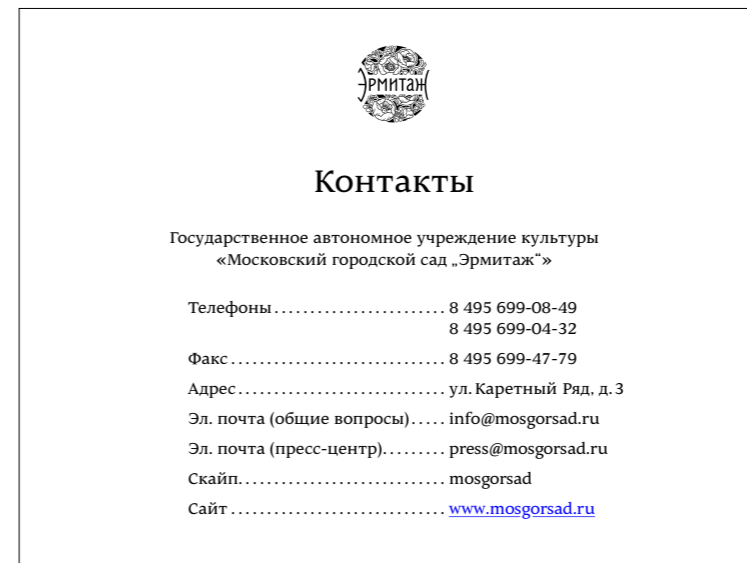 Эрмитаж
Контакты
Государственное автономное учреждение культуры
«Московский городской сад „Эрмитаж“»
Телефоны ........................ 8 495 699-08-49
8 495 699-04-32
Факс .............................. 8 495 699-47-79
Адрес ............................. ул. Каретный Ряд, д. 3
Эл. почта (общие вопросы)..... info@mosgorsad.ru
Эл. почта (пресс-центр)......... press@mosgorsad.ru
Скайп............................. mosgorsad
Сайт .............................. www.mosgorsad.ru